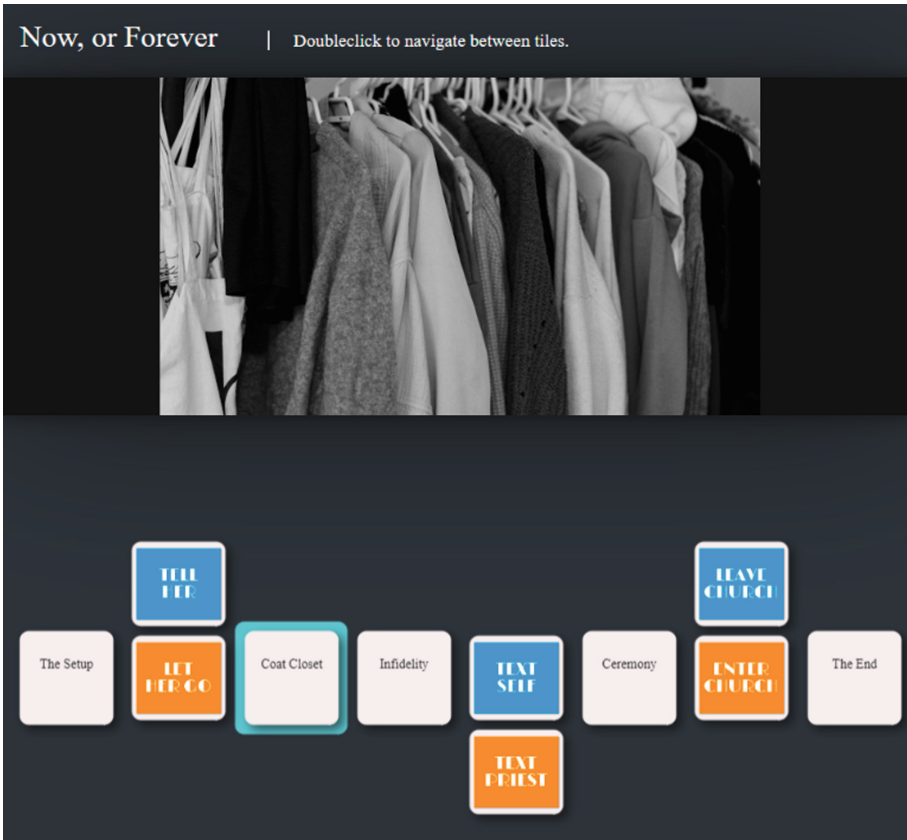 Now, or Forever | Doubleclick to navigate between tiles.
TELL
HER
LEAVE
CHURCH
The Setup
LET
HER GO
Coat Closet
Infidelity
TEXT
SELF
Ceremony
ENTER
CHURCH
The End
TEXT
PRIEST